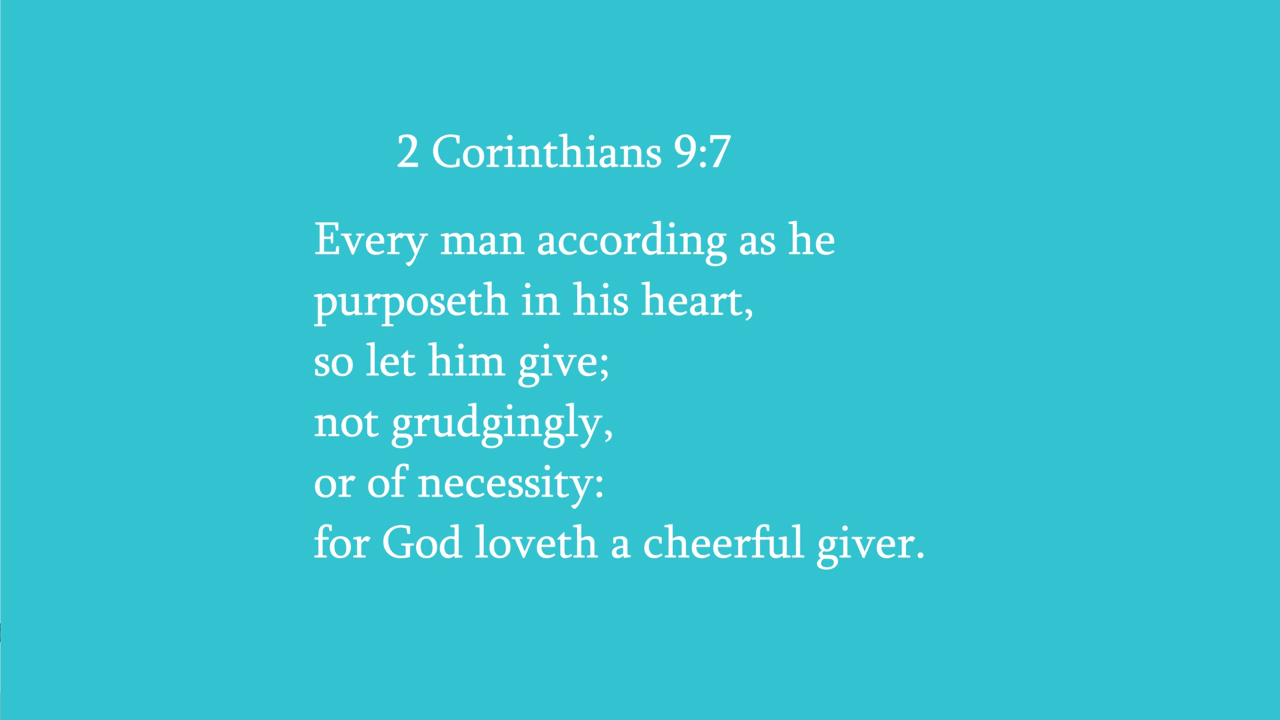 2 Corinthians 9:7
Every man according as he
purposeth in his heart,
so let him give;
not grudgingly,
or of necessity:
for God loveth a cheerful giver.